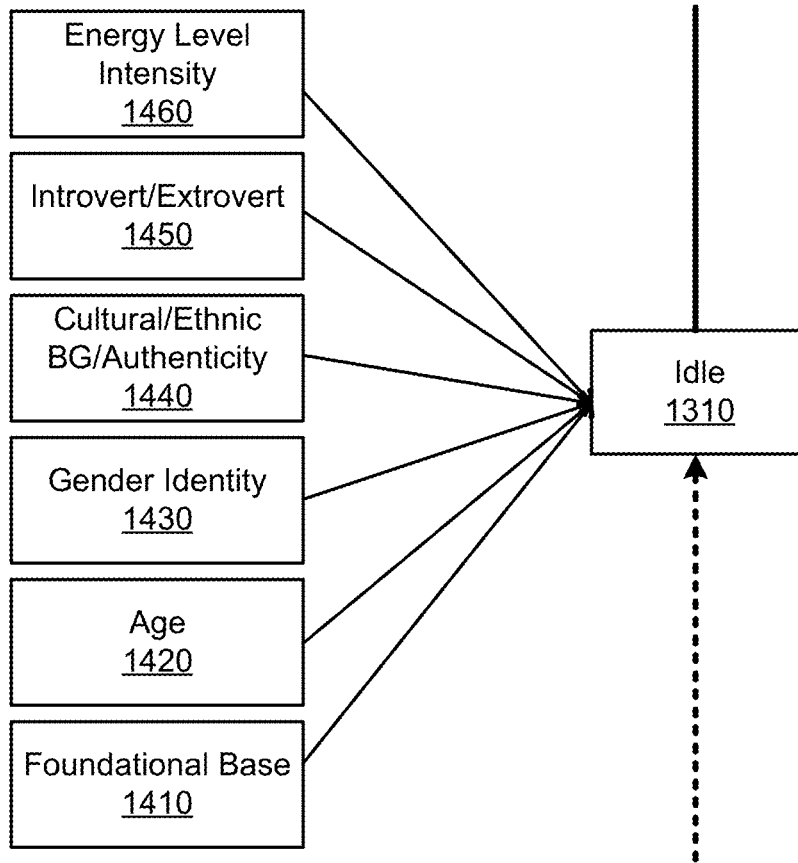 Energy Level
Intensity
1460
Introvert/Extrovert
1450
Cultural/Ethnic
BG/Authenticity
1440
Gender Identity
1430
Age
1420
Foundational Base
1410
Idle
1310